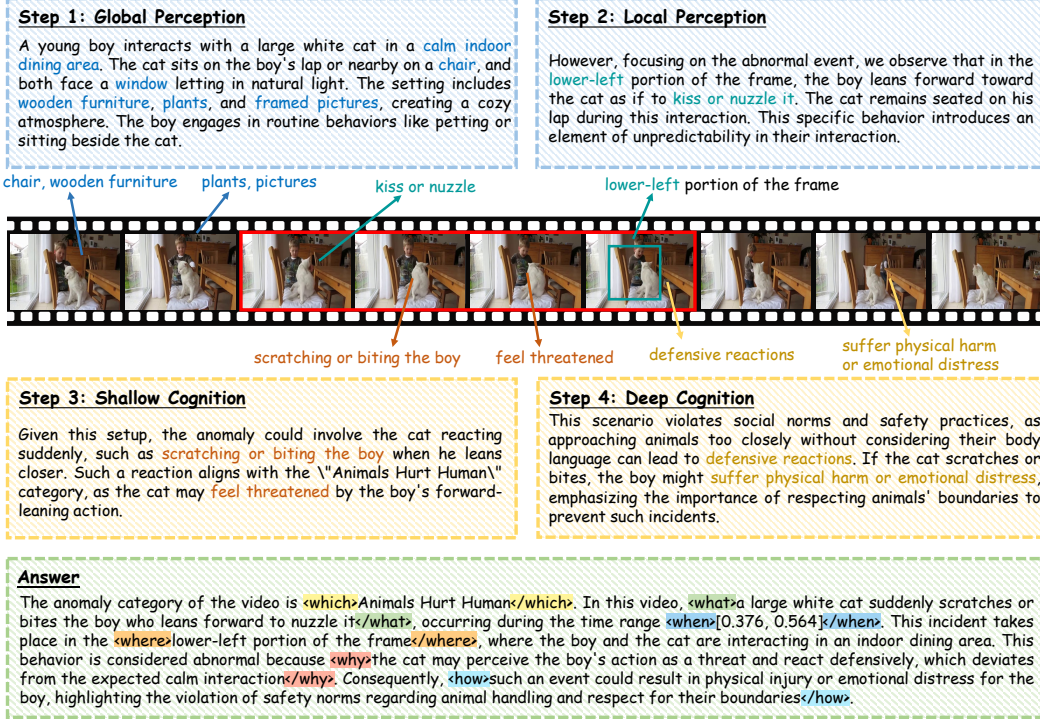 Step 1: Global Perception
A young boy interacts with a large white cat in a calm indoor
dining area. The cat sits on the boy's lap or nearby on a chair, and
both face a window letting in natural light. The setting includes
wooden furniture, plants, and framed pictures, creating a cozy
atmosphere. The boy engages in routine behaviors like petting or
sitting beside the cat.
Step 2: Local Perception
However, focusing on the abnormal event, we observe that in the
lower-left portion of the frame, the boy leans forward toward
the cat as if to kiss or nuzzle it. The cat remains seated on his
lap during this interaction. This specific behavior introduces an
element of unpredictability in their interaction.
chair, wooden furniture
plants, pictures
kiss or nuzzle
lower-left portion of the frame
scratching or biting the boy
feel threatened
defensive reactions
suffer physical harm
or emotional distress
Step 3: Shallow Cognition
Given this setup, the anomaly could involve the cat reacting
suddenly, such as scratching or biting the boy when he leans
closer. Such a reaction aligns with the \"Animals Hurt Human\"
category, as the cat may feel threatened by the boy's forward-
leaning action.
Step 4: Deep Cognition
This scenario violates social norms and safety practices, as
approaching animals too closely without considering their body
language can lead to defensive reactions. If the cat scratches or
bites, the boy might suffer physical harm or emotional distress,
emphasizing the importance of respecting animals' boundaries to
prevent such incidents.
Answer
The anomaly category of the video is <which>Animals Hurt Human</which>. In this video, <what>a large white cat suddenly scratches or
bites the boy who leans forward to nuzzle it</what>, occurring during the time range <when>[0.376, 0.564]</when>. This incident takes
place in the <where>lower-left portion of the frame</where>, where the boy and the cat are interacting in an indoor dining area. This
behavior is considered abnormal because <why>the cat may perceive the boy's action as a threat and react defensively, which deviates
from the expected calm interaction</why>. Consequently, <how>such an event could result in physical injury or emotional distress for the
boy, highlighting the violation of safety norms regarding animal handling and respect for their boundaries</how>.